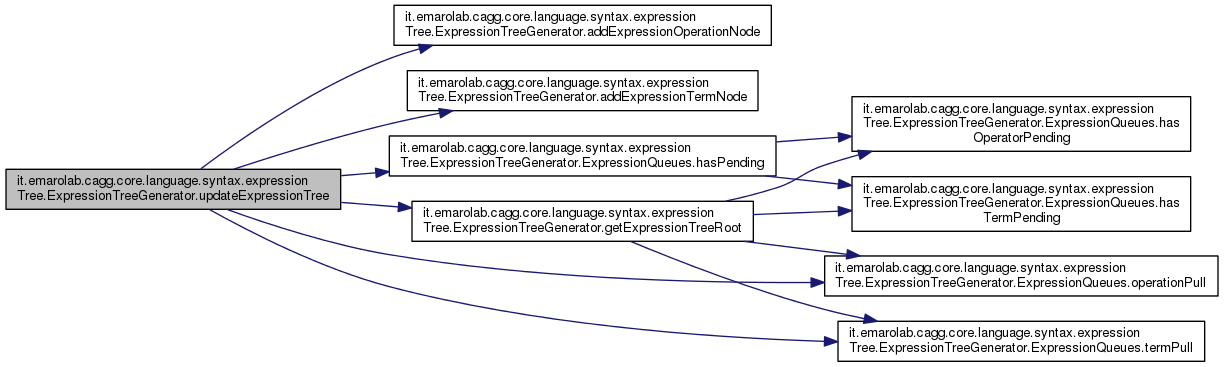 it.emarolab.cagg.core.language.syntax.expression
Tree.ExpressionTreeGenerator.addExpressionOperationNode
it.emarolab.cagg.core.language.syntax.expression
Tree.ExpressionTreeGenerator.addExpressionTermNode
it.emarolab.cagg.core.language.syntax.expression
Tree.ExpressionTreeGenerator.ExpressionQueues.has
OperatorPending
it.emarolab.cagg.core.language.syntax.expression
Tree.ExpressionTreeGenerator.ExpressionQueues.hasPending
it.emarolab.cagg.core.language.syntax.expression
Tree.ExpressionTreeGenerator.updateExpressionTree
it.emarolab.cagg.core.language.syntax.expression
Tree.ExpressionTreeGenerator.ExpressionQueues.has
TermPending
it.emarolab.cagg.core.language.syntax.expression
Tree.ExpressionTreeGenerator.getExpressionTreeRoot
it.emarolab.cagg.core.language.syntax.expression
Tree.ExpressionTreeGenerator.ExpressionQueues.operationPull
it.emarolab.cagg.core.language.syntax.expression
Tree.ExpressionTreeGenerator.ExpressionQueues.termPull